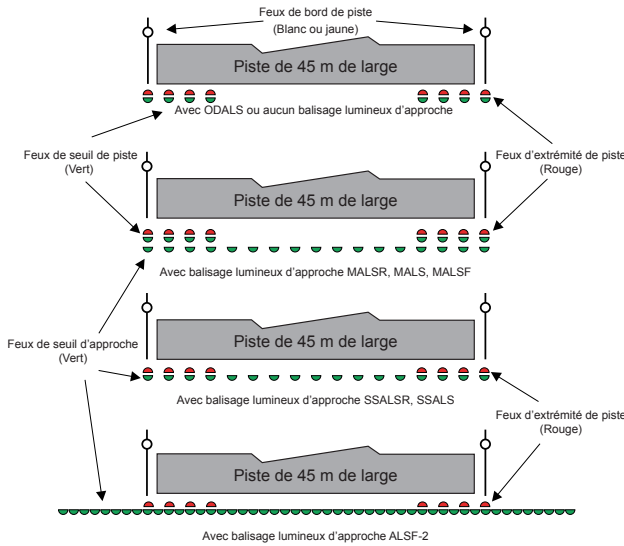 Feux de bord de piste
(Blanc ou jaune)
Piste de 45 m de large
Avec ODALS ou aucun balisage lumineux d'approche
Feux de seuil de piste
(Vert)
Feux d'extrémité de piste
(Rouge)
Piste de 45 m de large
Avec balisage lumineux d'approche MALSR, MALS, MALSF
Feux de seuil d'approche
(Vert)
Piste de 45 m de large
Avec balisage lumineux d'approche SSALSR, SSALS
Feux d'extrémité de piste
(Rouge)
Piste de 45 m de large
Avec balisage lumineux d'approche ALSF-2